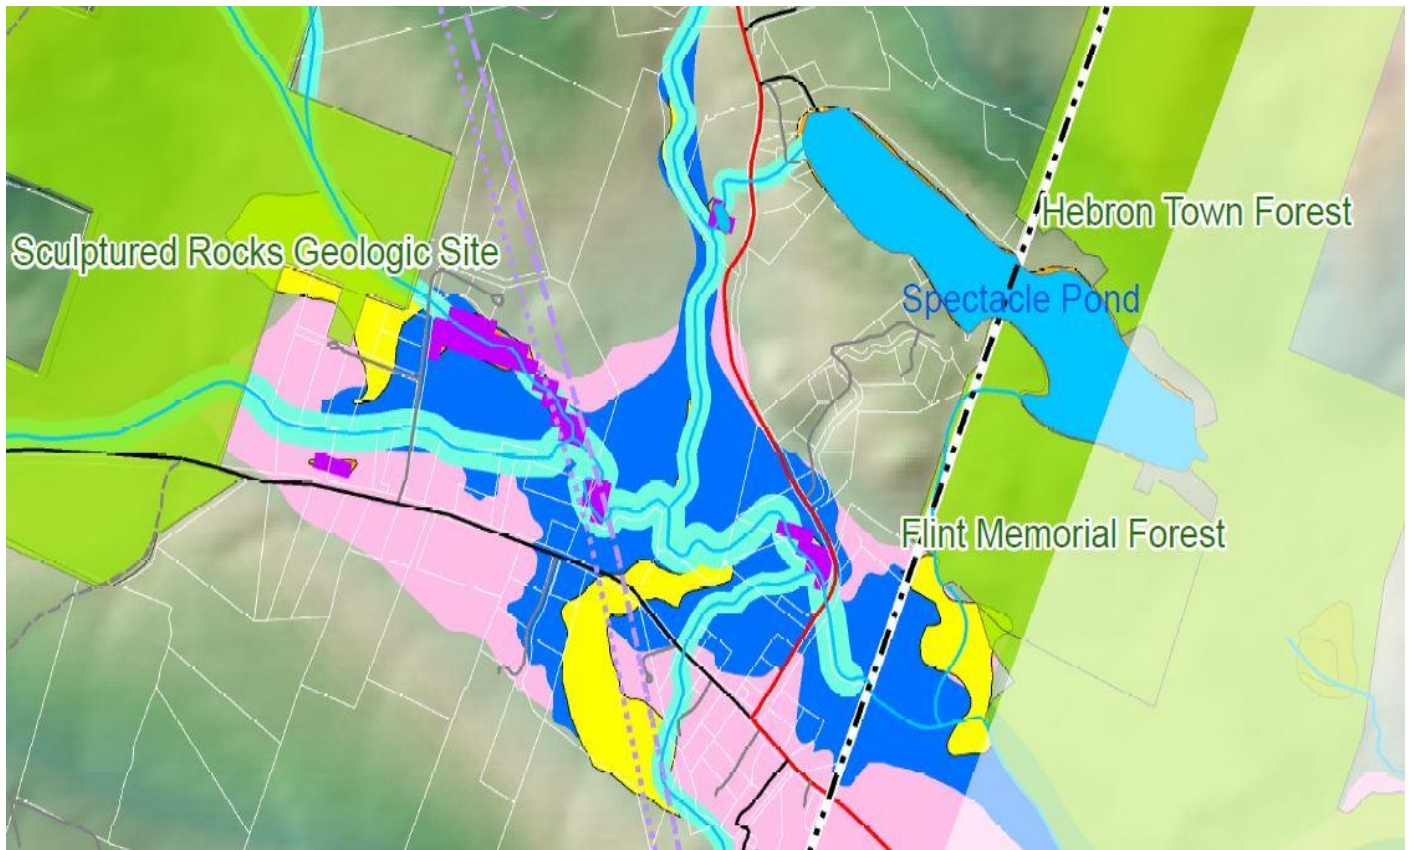 Hebron Town Forest
Sculptured Rocks Geologic Site
Spectacle Pond
Flint Memorial Forest